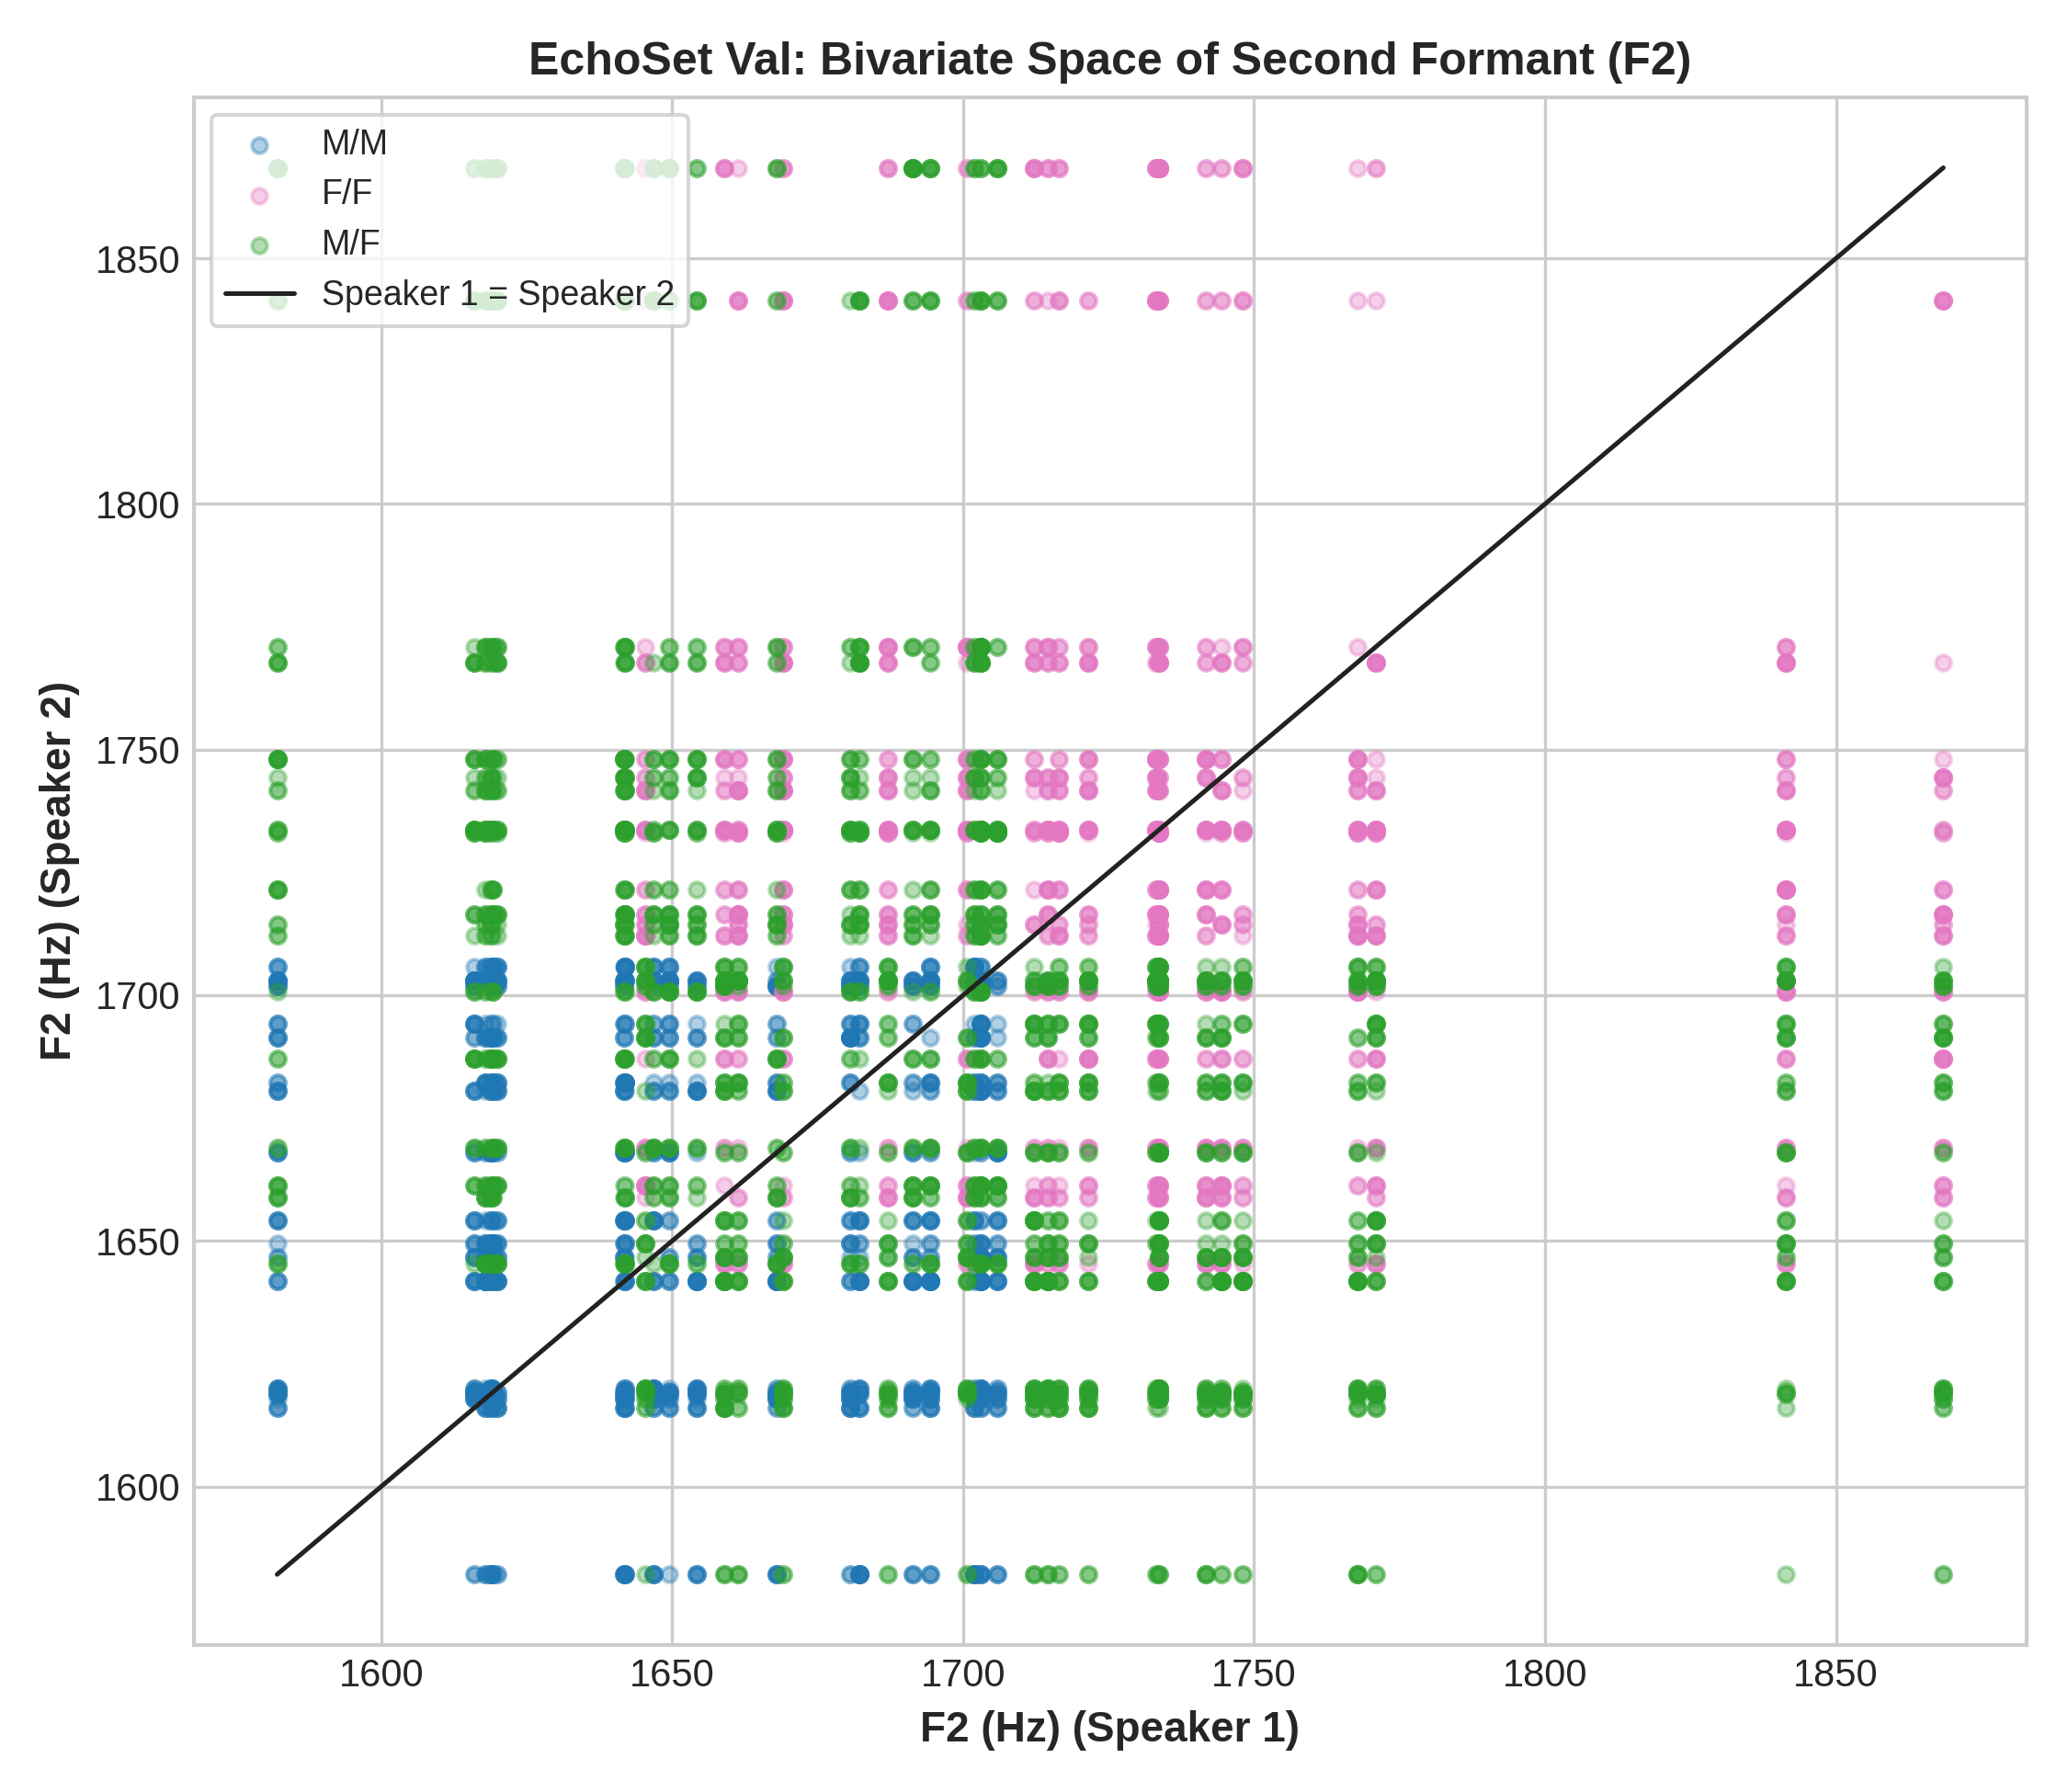 EchoSet Val: Bivariate Space of Second Formant (F2)
M/M
F/F
M/F
Speaker 1 = Speaker 2
1850
1800
1750
1700
1650
1600
F2 (Hz) (Speaker 2)
1600 1650 1700 1750 1800 1850
F2 (Hz) (Speaker 1)